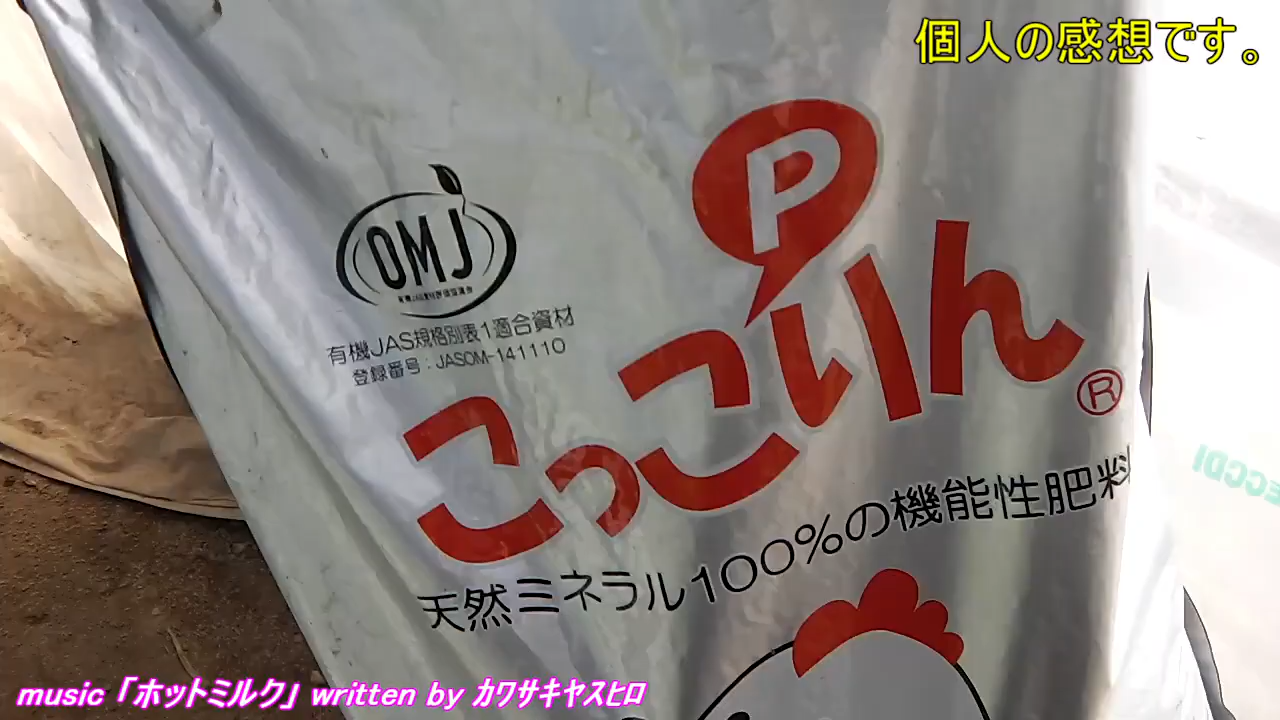 個人の感想です。
P
OMJ
有機JAS規格別表1適合資材
登録番号：JASOM-141110
こっこりん
®
天然ミネラル100%の機能性肥料
music「ホットミルク」written by ｶﾜｻｷﾔｽﾋﾛ